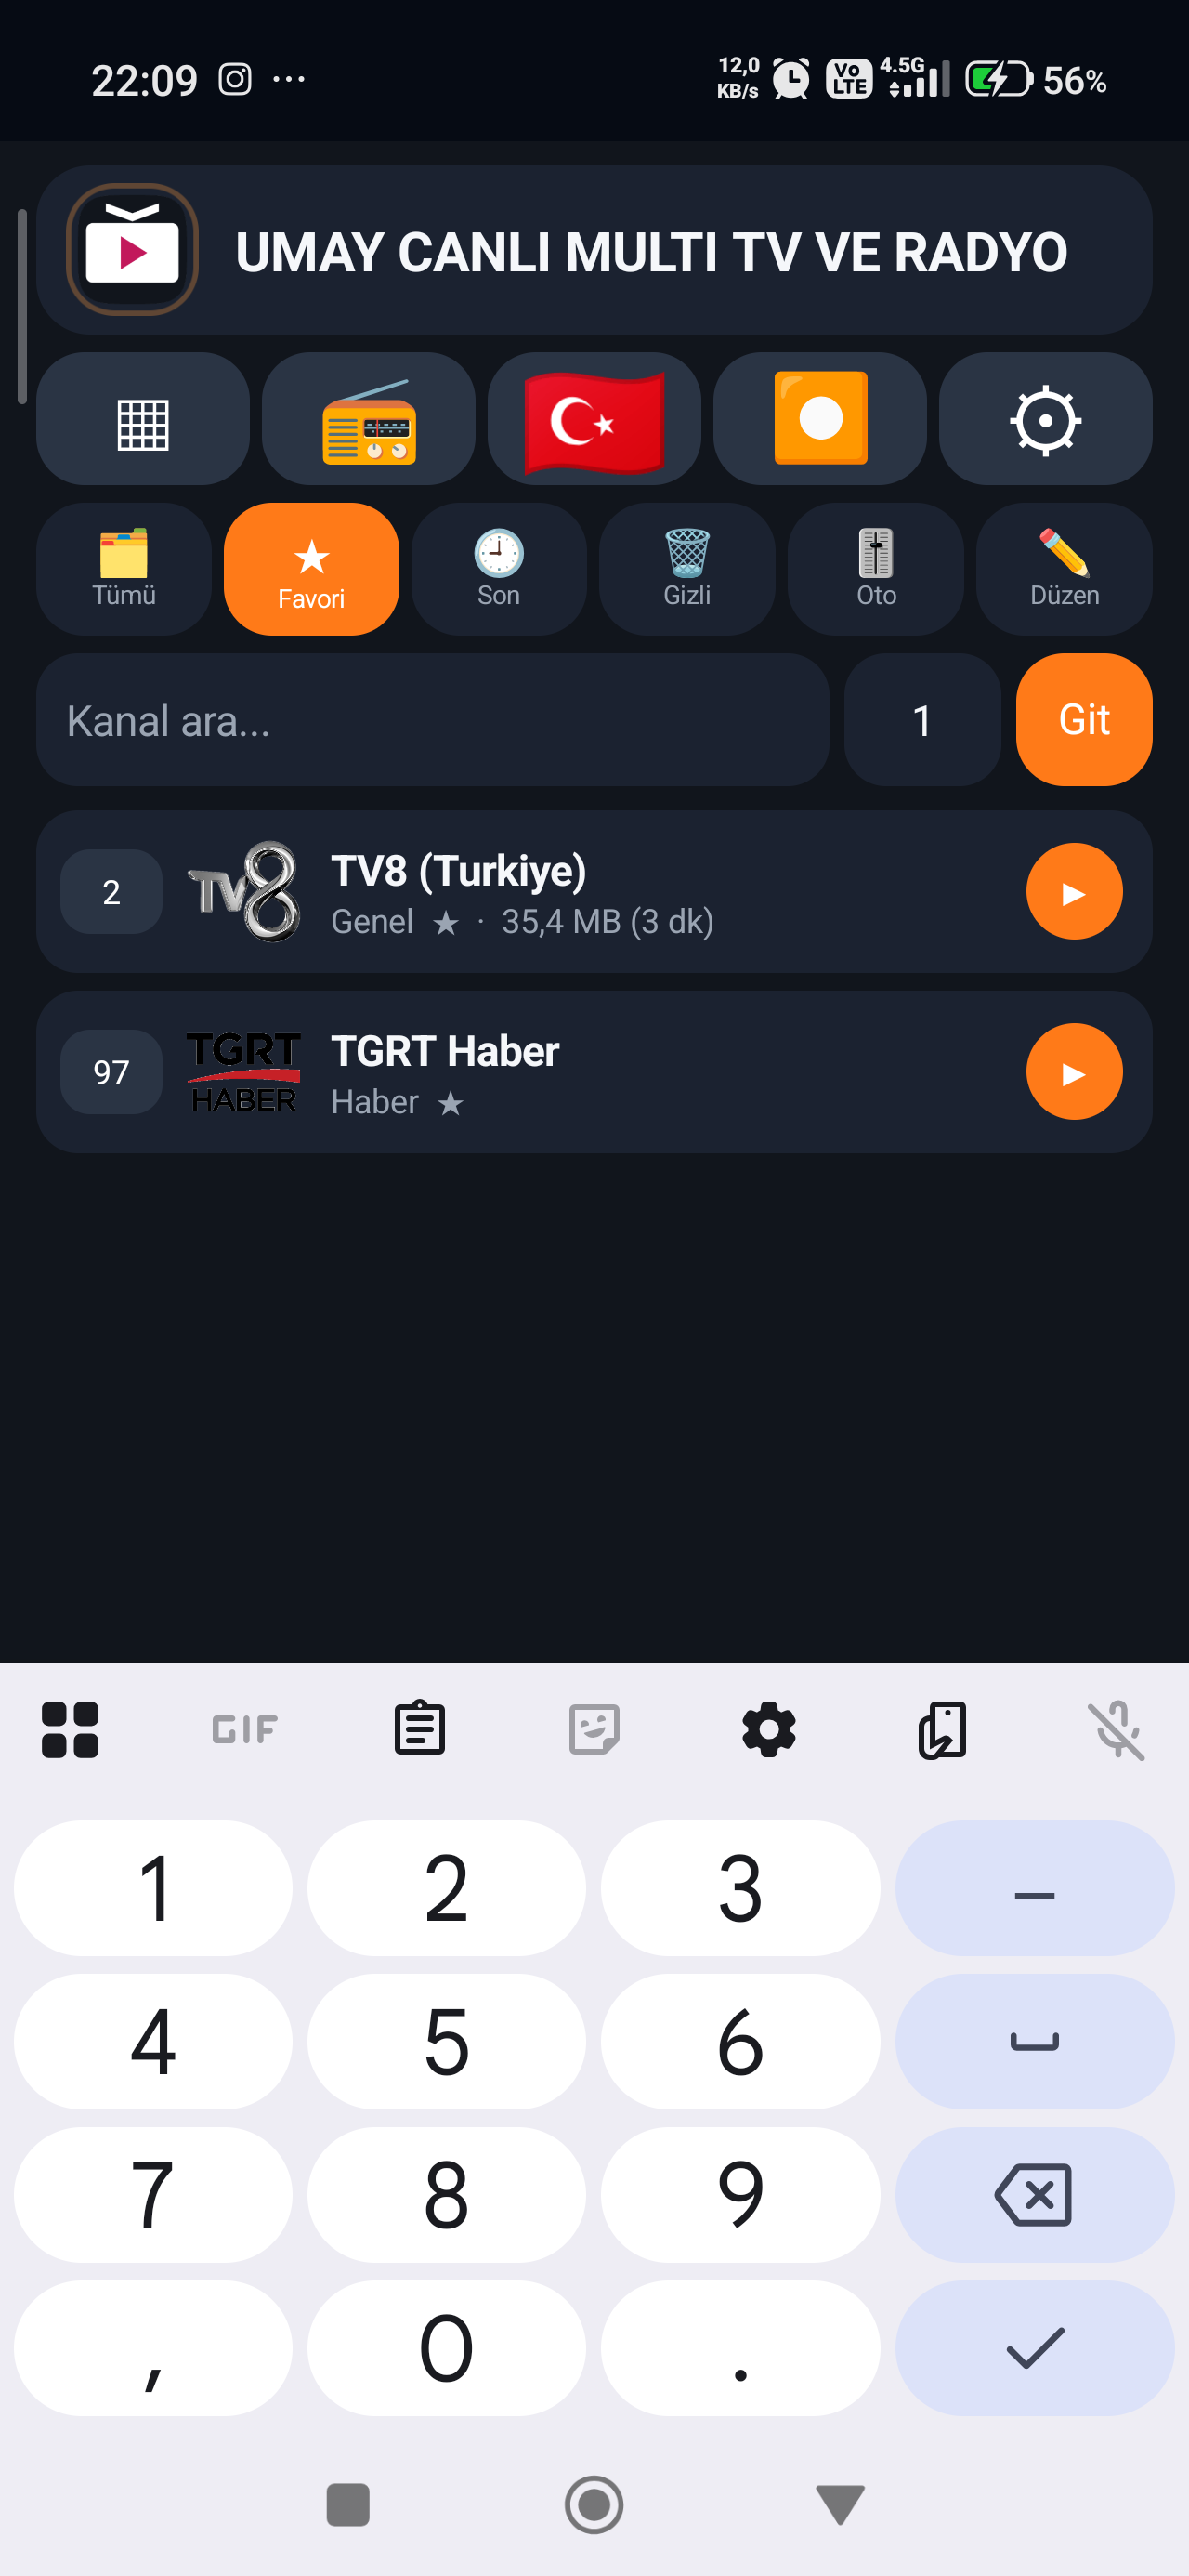 22:09
12,0
KB/s
Vo
LTE
4.5G
56%
UMAY CANLI MULTI TV VE RADYO
Tümü
Favori
Son
Gizli
Oto
Düzen
Kanal ara...
1
Git
2
TV8
TV8 (Turkiye)
Genel ★ · 35,4 MB (3 dk)
97
TGRT
HABER
TGRT Haber
Haber ★
GIF
1
2
3
–
4
5
6
7
8
9
,
0
.